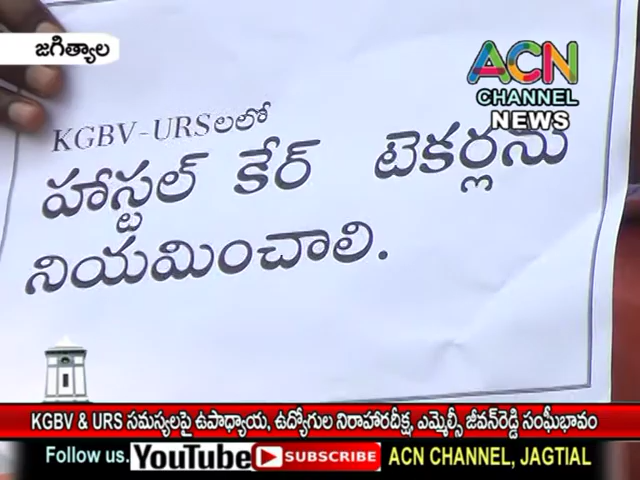 జగిత్యాల
ACN
CHANNEL
NEWS
KGBV-URSలలో
హాస్టల్ కేర్ టెకర్లను
నియమించాలి.
KGBV & URS సమస్యలపై ఉపాధ్యాయ, ఉద్యోగుల నిరాహారదీక్ష, ఎమ్మెల్సీ జీవన్‌రెడ్డి సంఘీభావం
Follow us. YouTube SUBSCRIBE ACN CHANNEL, JAGTIAL